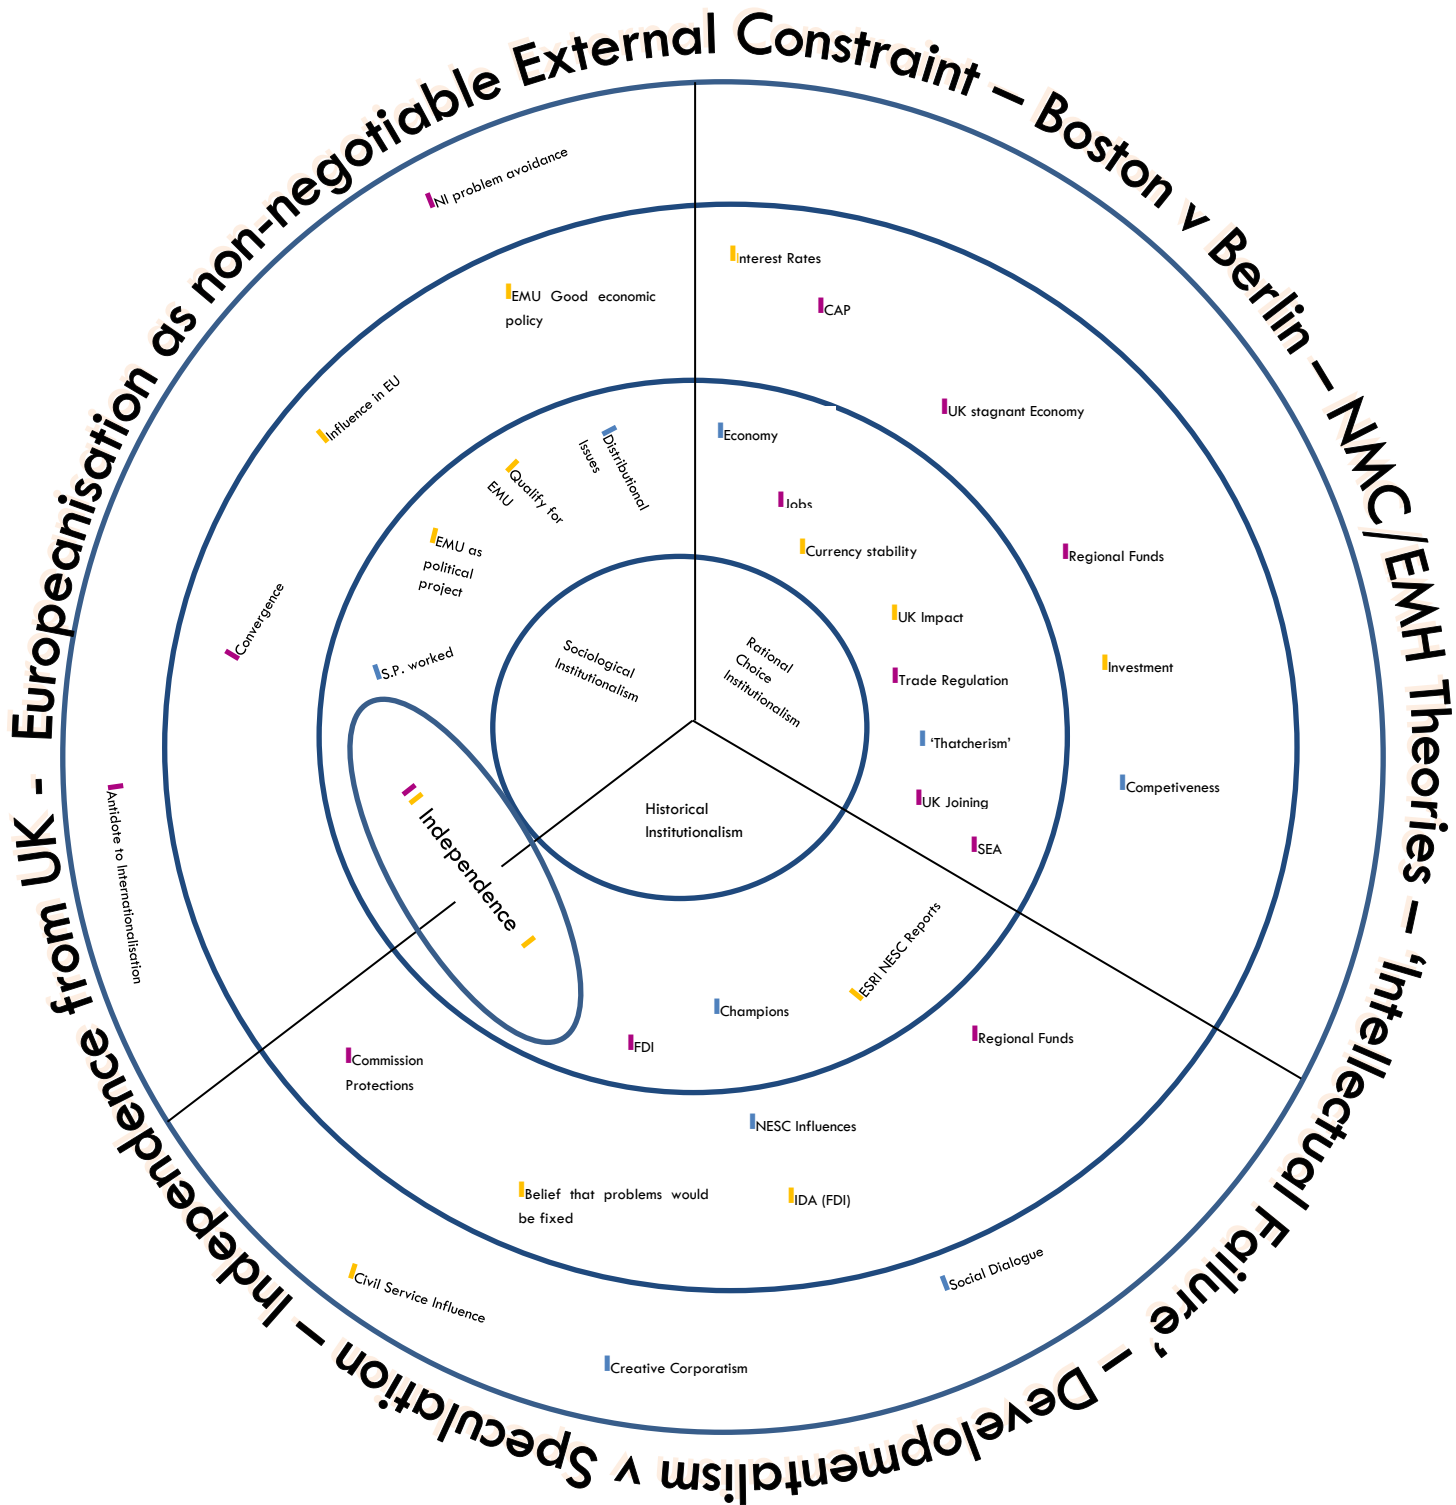 Europeanisation as non-negotiable External Constraint – Boston v Berlin – NMC/EMH Theories – ‘Intellectual Failure’ – Developmentalism v Speculation – Independence from UK -
NI problem avoidance
Interest Rates
EMU Good economic
policy
CAP
Influence in EU
UK stagnant Economy
Distributional
Issues
Economy
Qualify for
EMU
Jobs
EMU as
political
project
Currency stability
Regional Funds
Convergence
UK Impact
S.P. worked
Sociological
Institutionalism
Rational
Choice
Institutionalism
Trade Regulation
Investment
‘Thatcherism’
Antidote to Internationalisation
Independence
Historical
Institutionalism
UK Joining
Competiveness
SEA
ESRI NESC Reports
Champions
FDI
Regional Funds
Commission
Protections
NESC Influences
Belief that problems would
be fixed
IDA (FDI)
Civil Service Influence
Social Dialogue
Creative Corporatism